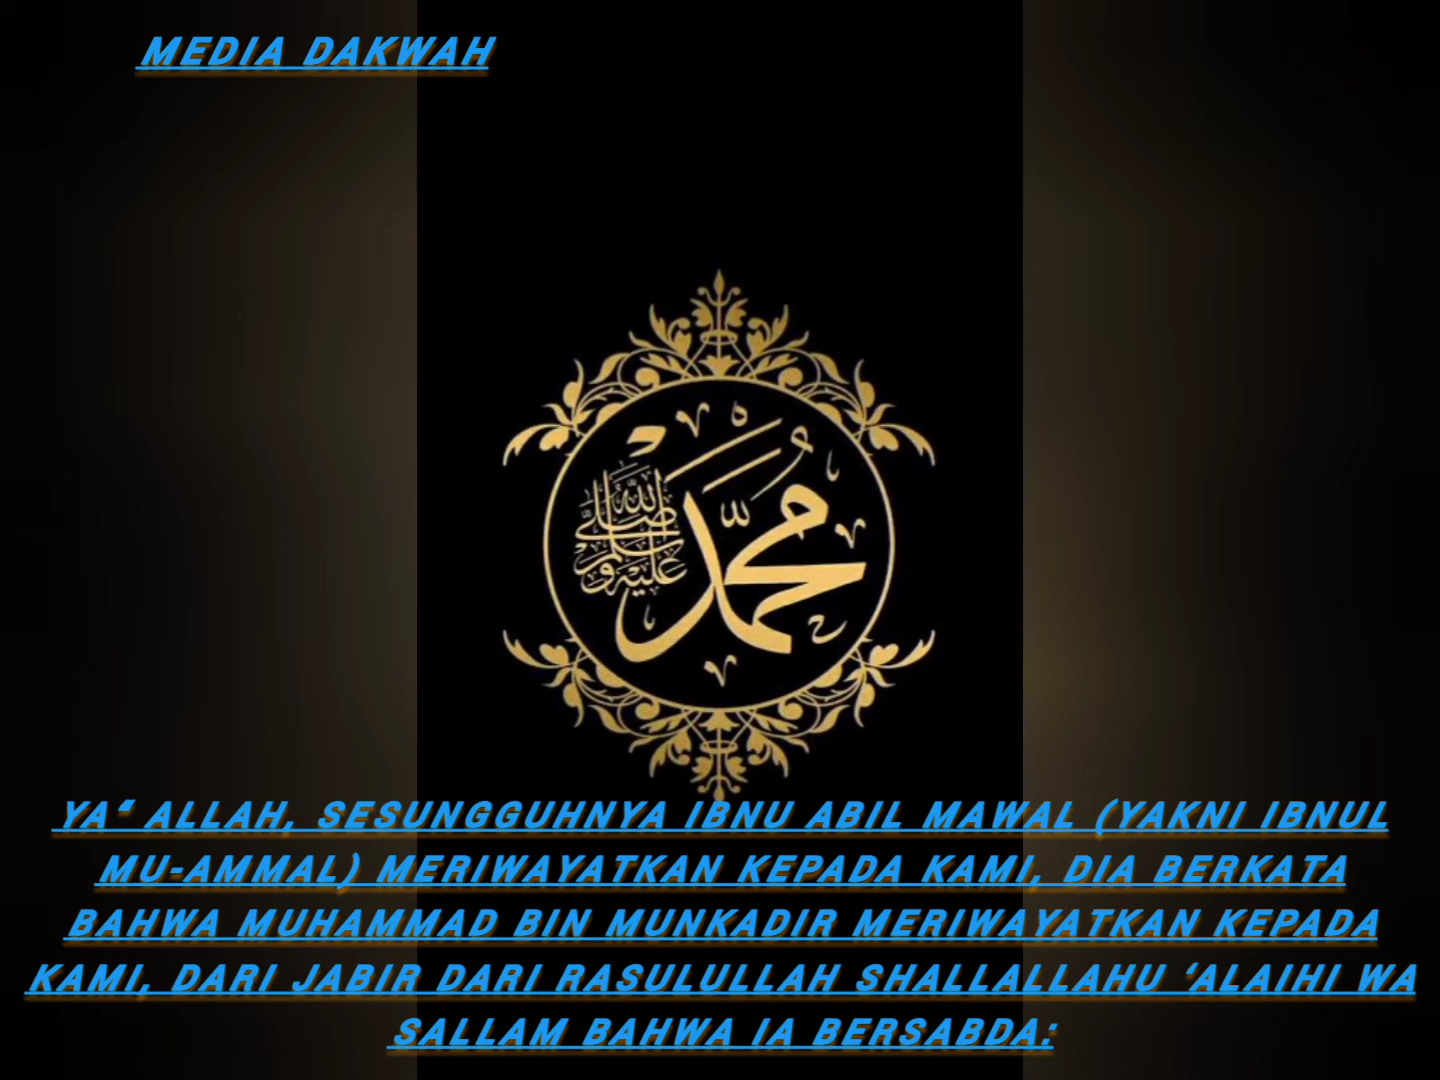 MEDIA DAKWAH
محمد
صلى الله
عليه وسلم
YA‘ ALLAH, SESUNGGUHNYA IBNU ABIL MAWAL (YAKNI IBNUL
MU-AMMAL) MERIWAYATKAN KEPADA KAMI, DIA BERKATA
BAHWA MUHAMMAD BIN MUNKADIR MERIWAYATKAN KEPADA
KAMI, DARI JABIR DARI RASULULLAH SHALLALLAHU ‘ALAIHI WA
SALLAM BAHWA IA BERSABDA: